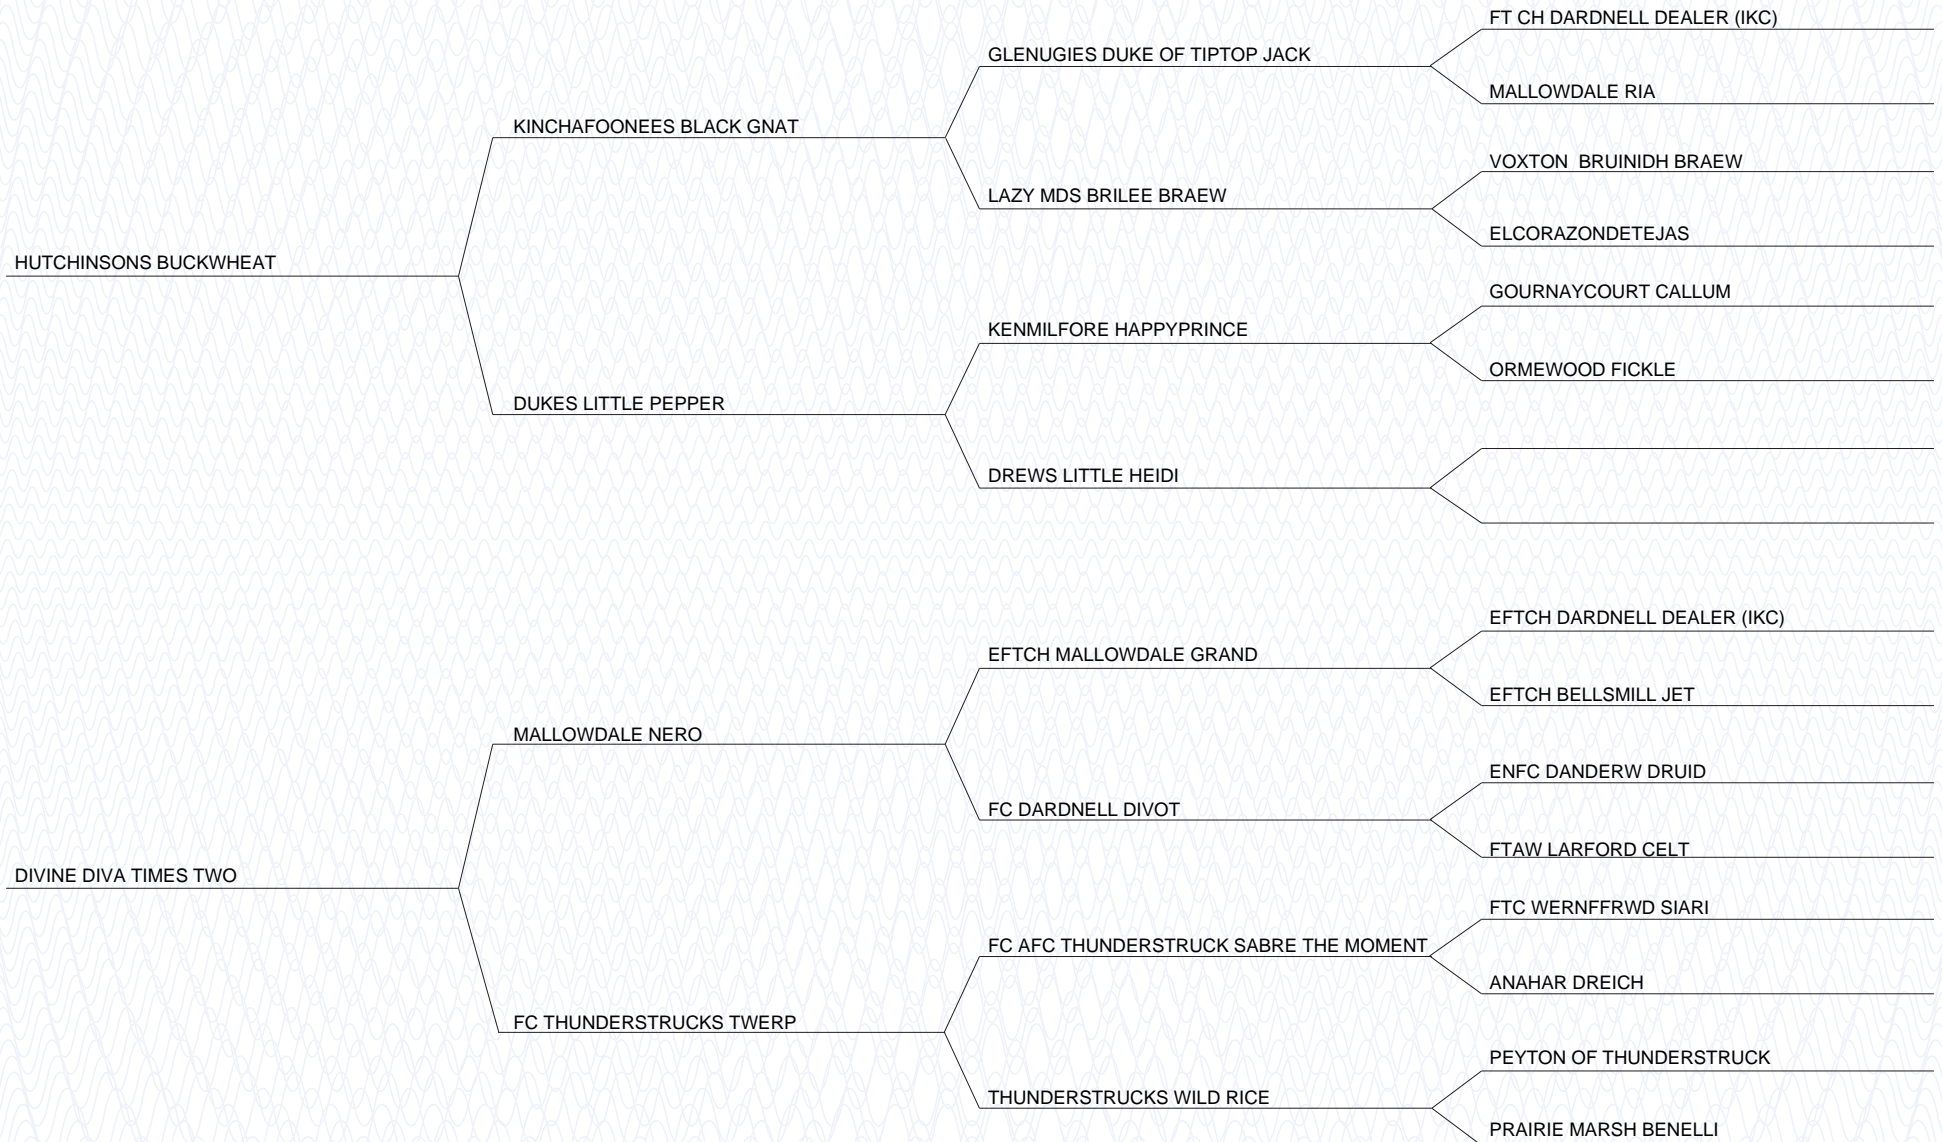 FT CH DARDNELL DEALER (IKC)
GLENUGIES DUKE OF TIPTOP JACK
MALLOWDALE RIA
KINCHAFOONEES BLACK GNAT
VOXTON  BRUINIDH BRAEW
LAZY MDS BRILEE BRAEW
ELCORAZONDETEJAS
HUTCHINSONS BUCKWHEAT
GOURNAYCOURT CALLUM
KENMILFORE HAPPYPRINCE
ORMEWOOD FICKLE
DUKES LITTLE PEPPER
DREWS LITTLE HEIDI
EFTCH DARDNELL DEALER (IKC)
EFTCH MALLOWDALE GRAND
EFTCH BELLSMILL JET
MALLOWDALE NERO
ENFC DANDERW DRUID
FC DARDNELL DIVOT
FTAW LARFORD CELT
DIVINE DIVA TIMES TWO
FTC WERNFFRWD SIARI
FC AFC THUNDERSTRUCK SABRE THE MOMENT
ANAHAR DREICH
FC THUNDERSTRUCKS TWERP
PEYTON OF THUNDERSTRUCK
THUNDERSTRUCKS WILD RICE
PRAIRIE MARSH BENELLI